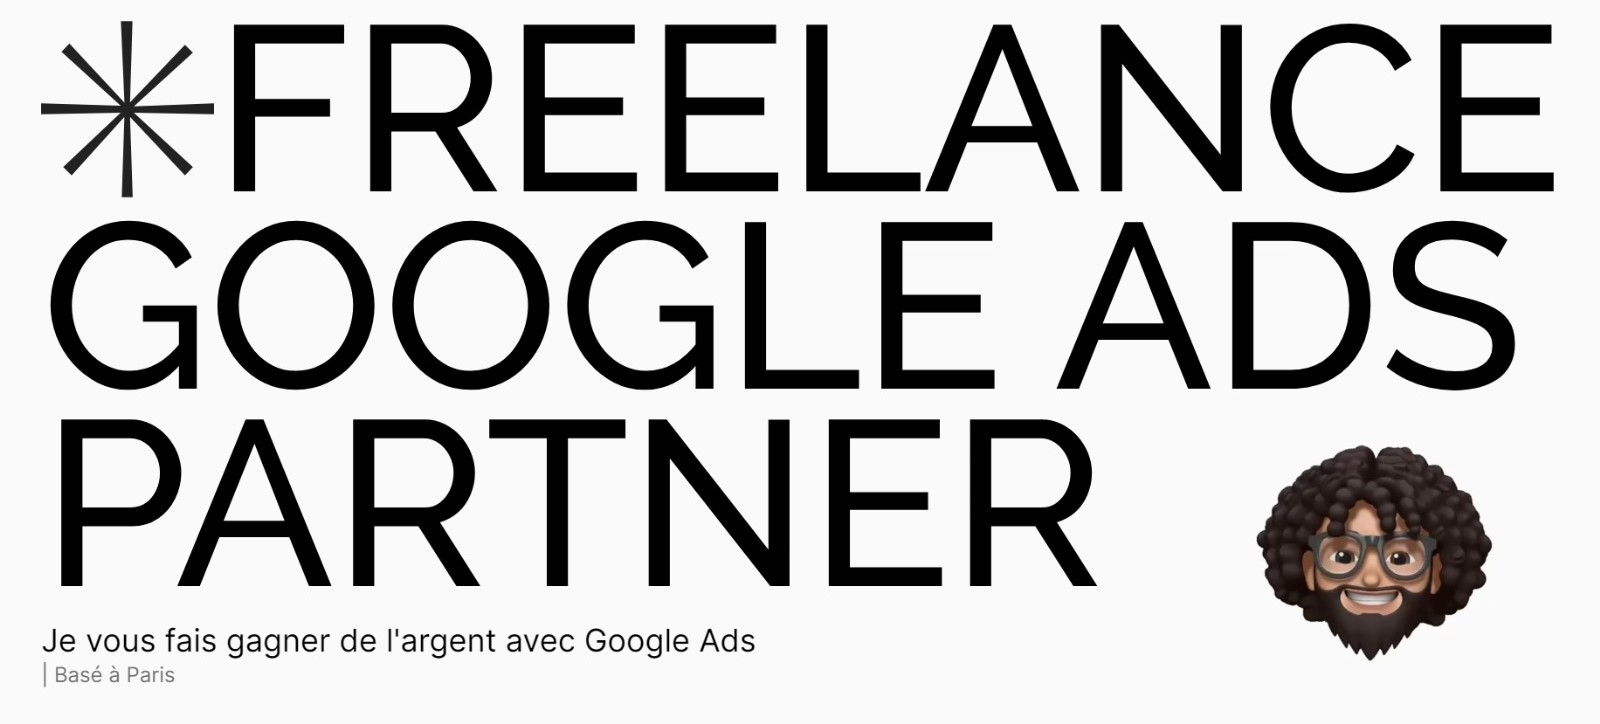 FREELANCE
GOOGLE ADS
PARTNER
Je vous fais gagner de l'argent avec Google Ads
| Basé à Paris